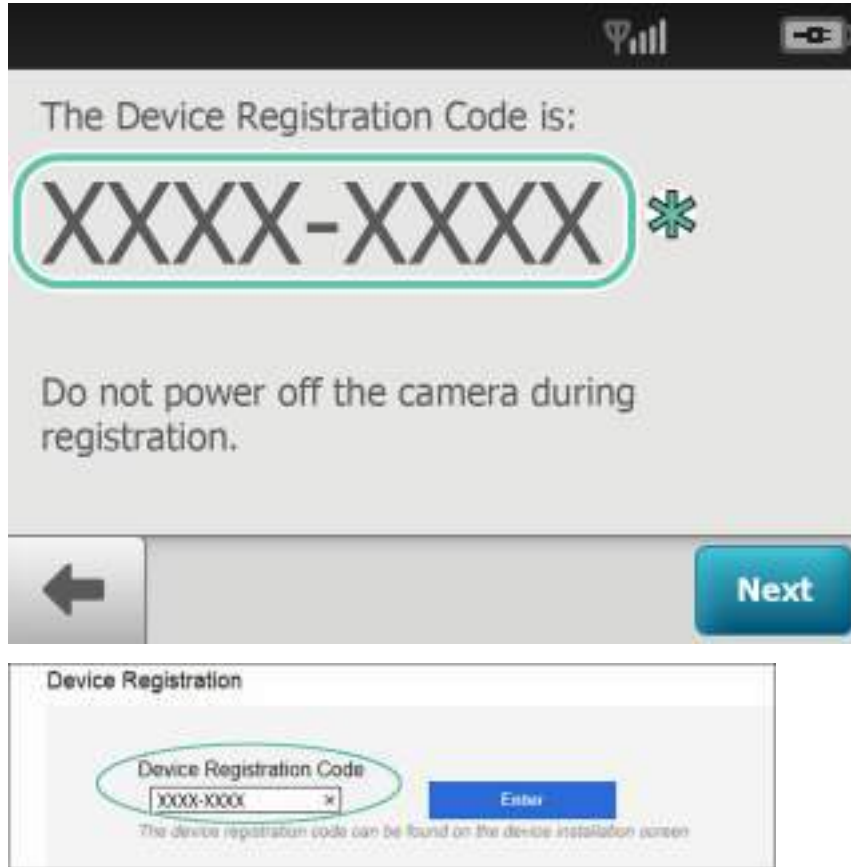 The Device Registration Code is:
XXXX-XXXX *
Do not power off the camera during
registration.
Next
Device Registration
Device Registration Code
XXXX-XXXX ×
Enter
The device registration code can be found on the device installation screen